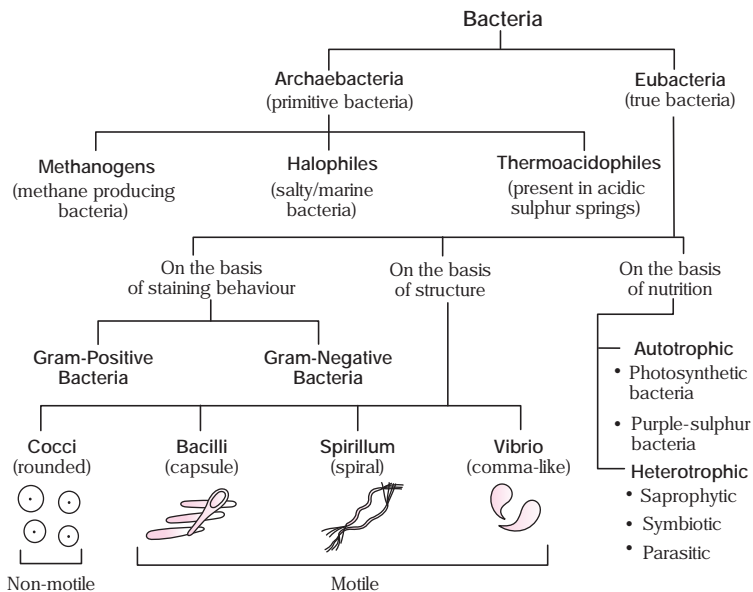 Bacteria
Archaebacteria
(primitive bacteria)
Eubacteria
(true bacteria)
Methanogens
(methane producing
bacteria)
Halophiles
(salty/marine
bacteria)
Thermoacidophiles
(present in acidic
sulphur springs)
On the basis
of staining behaviour
On the basis
of structure
On the basis
of nutrition
Gram-Positive
Bacteria
Gram-Negative
Bacteria
Autotrophic
• Photosynthetic
bacteria
• Purple-sulphur
bacteria
Heterotrophic
• Saprophytic
• Symbiotic
• Parasitic
Cocci
(rounded)
Bacilli
(capsule)
Spirillum
(spiral)
Vibrio
(comma-like)
Non-motile
Motile